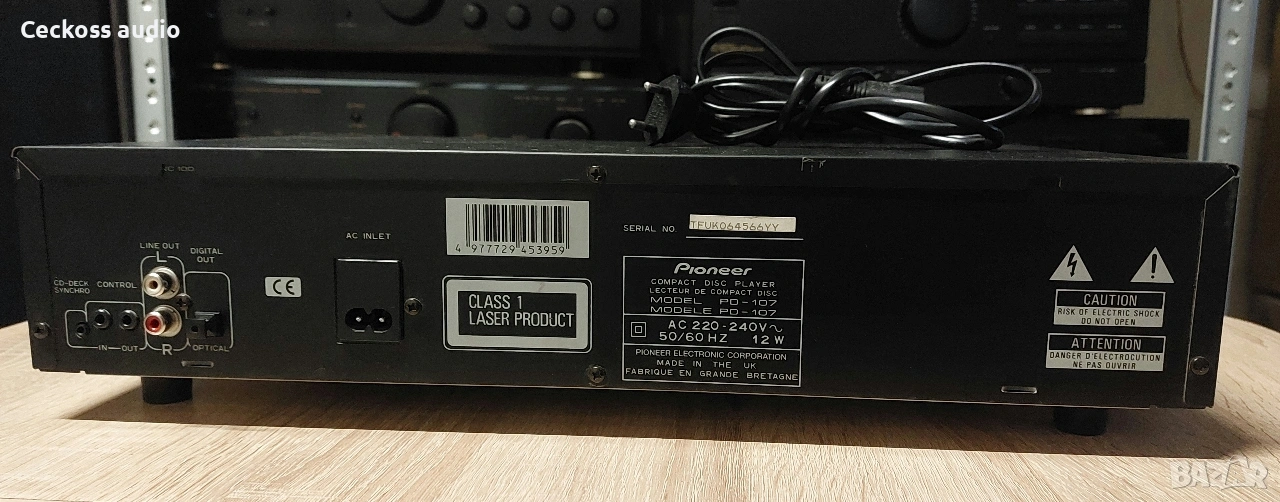 Ceckoss audio
LINE OUT
L
DIGITAL
OUT
CD-DECK
SYNCHRO
CONTROL
IN
OUT
R
OPTICAL
CE
AC INLET
4 977729 453959
CLASS 1
LASER PRODUCT
SERIAL NO. TFUK064566YY
Pioneer
COMPACT DISC PLAYER
LECTEUR DE COMPACT DISC
MODEL PD-107
MODELE PD-107
AC 220-240V~
50/60 HZ 12 W
PIONEER ELECTRONIC CORPORATION
MADE IN THE UK
FABRIQUE EN GRANDE BRETAGNE
CAUTION
RISK OF ELECTRIC SHOCK
DO NOT OPEN
ATTENTION
DANGER D'ELECTROCUTION
NE PAS OUVRIR
BAZAR